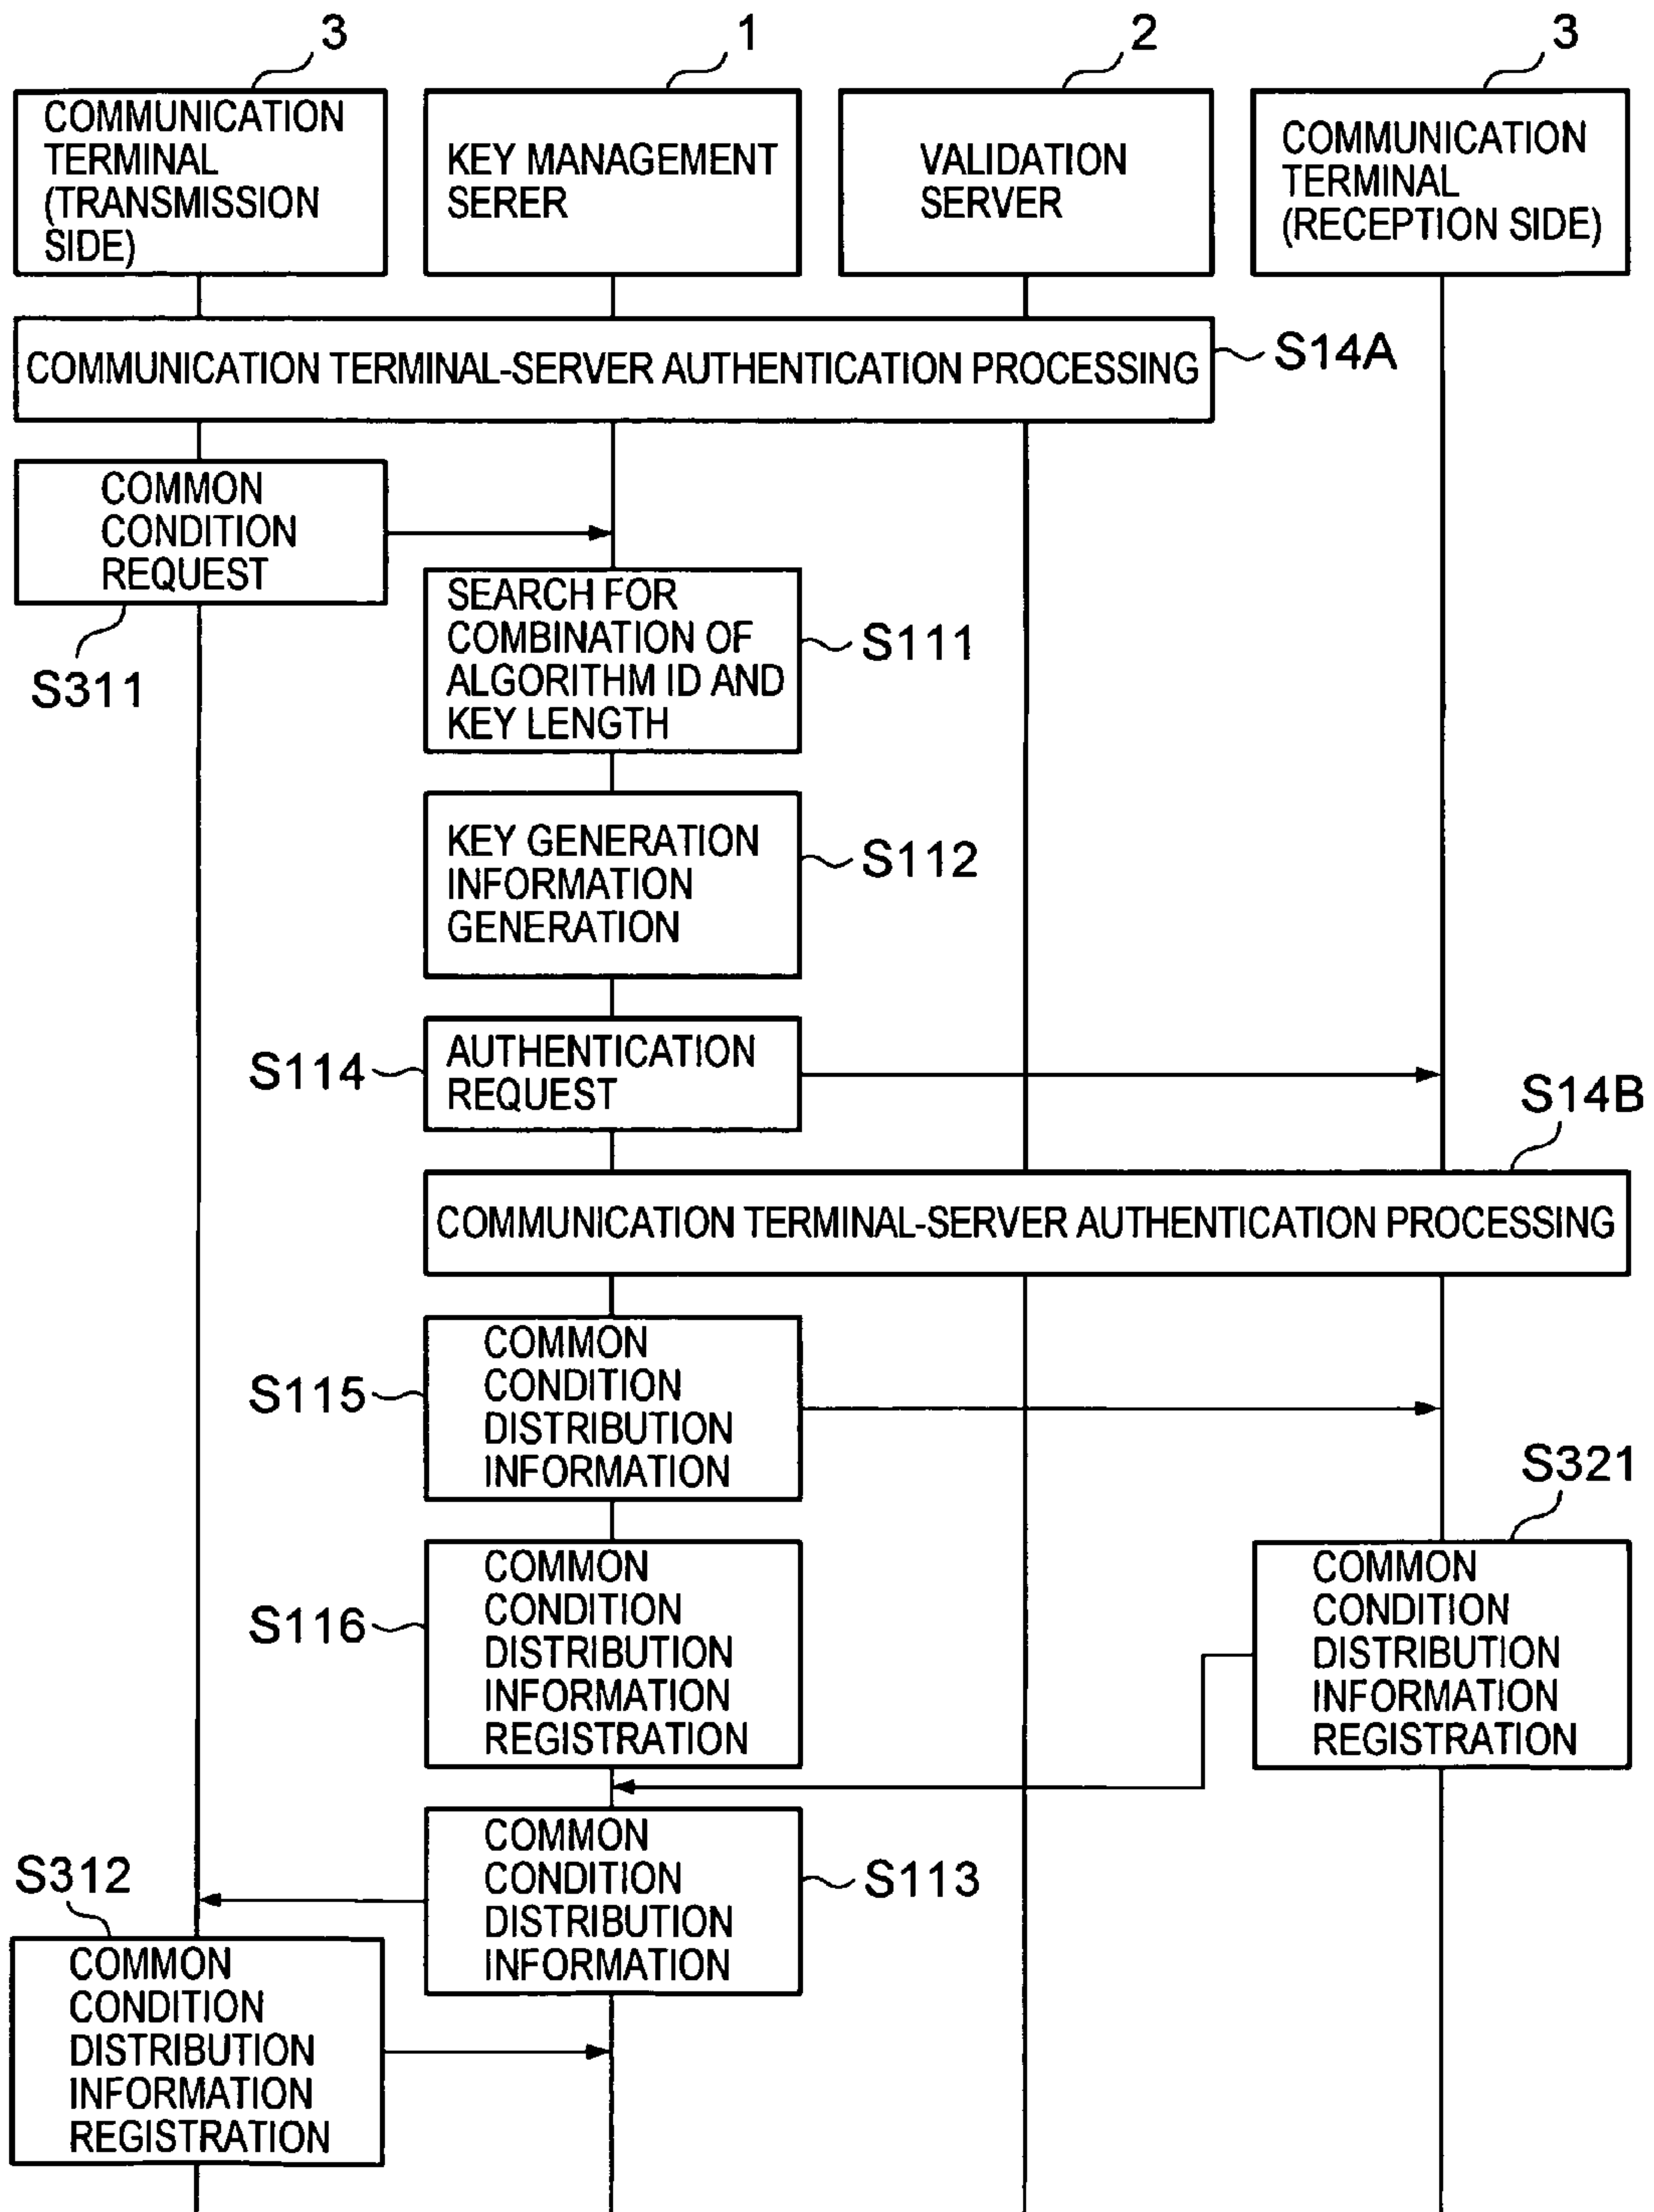 3
1
2
3
COMMUNICATION
TERMINAL
(TRANSMISSION
SIDE)
KEY MANAGEMENT
SERER
VALIDATION
SERVER
COMMUNICATION
TERMINAL
(RECEPTION SIDE)
COMMUNICATION TERMINAL-SERVER AUTHENTICATION PROCESSING
S14A
COMMON
CONDITION
REQUEST
S311
SEARCH FOR
COMBINATION OF
ALGORITHM ID AND
KEY LENGTH
S111
KEY GENERATION
INFORMATION
GENERATION
S112
S114
AUTHENTICATION
REQUEST
S14B
COMMUNICATION TERMINAL-SERVER AUTHENTICATION PROCESSING
S115
COMMON
CONDITION
DISTRIBUTION
INFORMATION
S321
S116
COMMON
CONDITION
DISTRIBUTION
INFORMATION
REGISTRATION
COMMON
CONDITION
DISTRIBUTION
INFORMATION
REGISTRATION
COMMON
CONDITION
DISTRIBUTION
INFORMATION
S113
S312
COMMON
CONDITION
DISTRIBUTION
INFORMATION
REGISTRATION